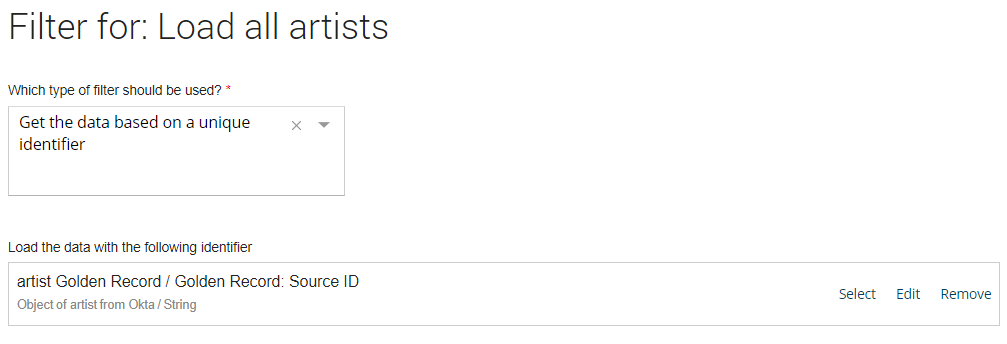 Filter for: Load all artists
Which type of filter should be used? *
Get the data based on a unique
identifier
Load the data with the following identifier
artist Golden Record / Golden Record: Source ID
Object of artist from Okta / String
Select Edit Remove